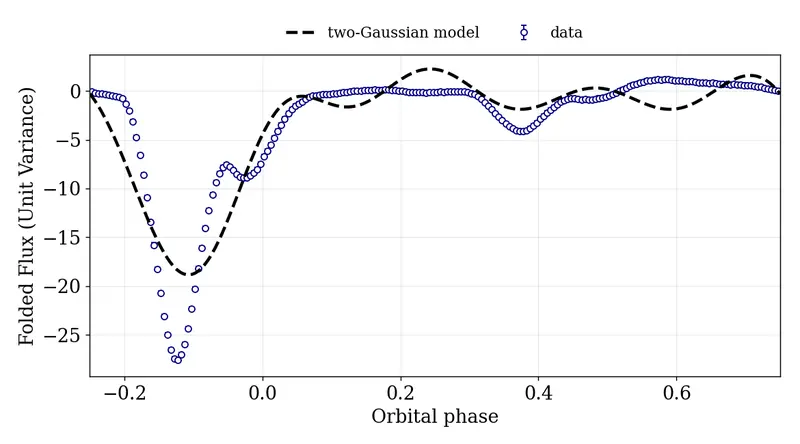 two-Gaussian model
data
Folded Flux (Unit Variance)
0
−5
−10
−15
−20
−25
−0.2
0.0
0.2
0.4
0.6
Orbital phase